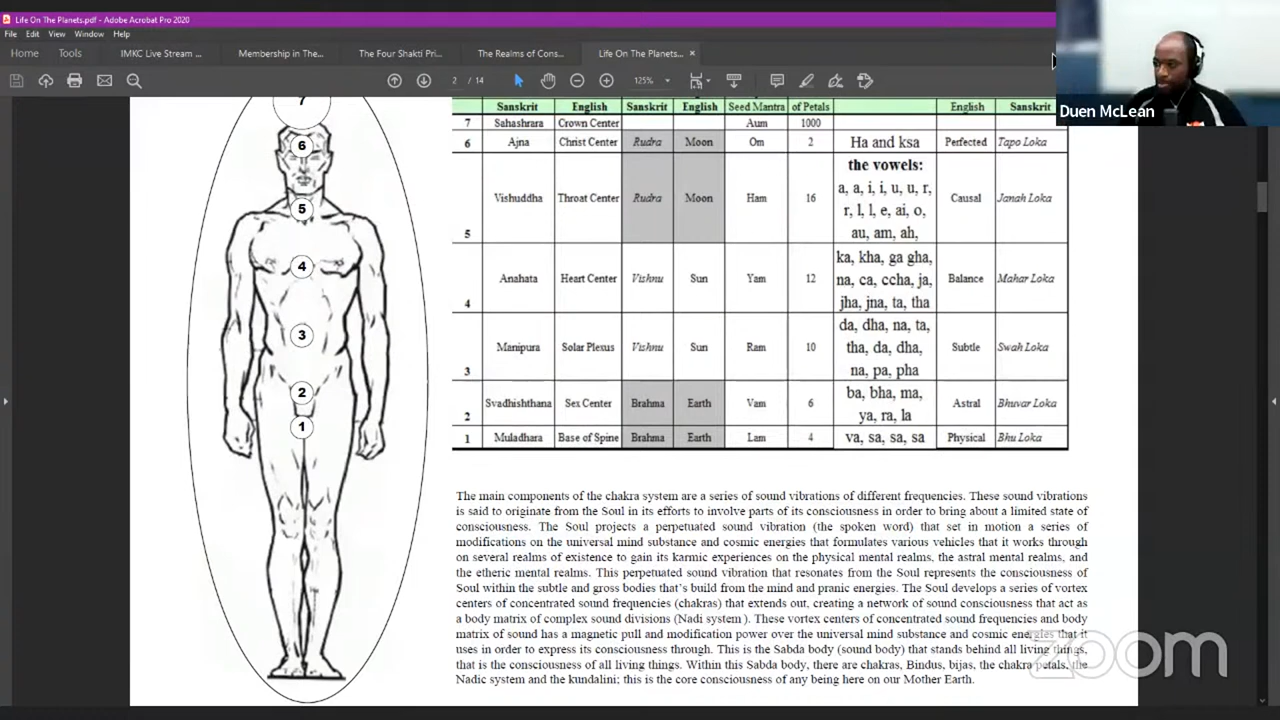 Life On The Planets.pdf - Adobe Acrobat Pro 2020
File Edit View Window Help
Home Tools IMKC Live Stream ... Membership in The... The Four Shakti Pri... The Realms of Cons... Life On The Planets... ×
2 / 14 125%
Duen McLean
Sanskrit English Sanskrit English Seed Mantra of Petals English Sanskrit
7 Sahashrara Crown Center Aum 1000
6 Ajna Christ Center Rudra Moon Om 2 Ha and ksa Perfected Tapo Loka
the vowels:
a, a, i, i, u, u, r,
5 Vishuddha Throat Center Rudra Moon Ham 16 r, l, l, e, ai, o, Causal Janah Loka
au, am, ah,
ka, kha, ga gha,
4 Anahata Heart Center Vishnu Sun Yam 12 na, ca, ccha, ja, Balance Mahar Loka
jha, jna, ta, tha
da, dha, na, ta,
3 Manipura Solar Plexus Vishnu Sun Ram 10 tha, da, dha, Subtle Swah Loka
na, pa, pha
2 Svadhishthana Sex Center Brahma Earth Vam 6 ba, bha, ma, Astral Bhuvar Loka
ya, ra, la
1 Muladhara Base of Spine Brahma Earth Lam 4 va, sa, sa, sa Physical Bhu Loka
7
6
5
4
3
2
1
The main components of the chakra system are a series of sound vibrations of different frequencies. These sound vibrations
is said to originate from the Soul in its efforts to involve parts of its consciousness in order to bring about a limited state of
consciousness. The Soul projects a perpetuated sound vibration (the spoken word) that set in motion a series of
modifications on the universal mind substance and cosmic energies that formulates various vehicles that it works through
on several realms of existence to gain its karmic experiences on the physical mental realms, the astral mental realms, and
the etheric mental realms. This perpetuated sound vibration that resonates from the Soul represents the consciousness of
Soul within the subtle and gross bodies that's build from the mind and pranic energies. The Soul develops a series of vortex
centers of concentrated sound frequencies (chakras) that extends out, creating a network of sound consciousness that act as
a body matrix of complex sound divisions (Nadi system). These vortex centers of concentrated sound frequencies and body
matrix of sound has a magnetic pull and modification power over the universal mind substance and cosmic energies that it
uses in order to express its consciousness through. This is the Sabda body (sound body) that stands behind all living things,
that is the consciousness of all living things. Within this Sabda body, there are chakras, Bindus, bijas, the chakra petals, the
Nadic system and the kundalini; this is the core consciousness of any being here on our Mother Earth.
zoom